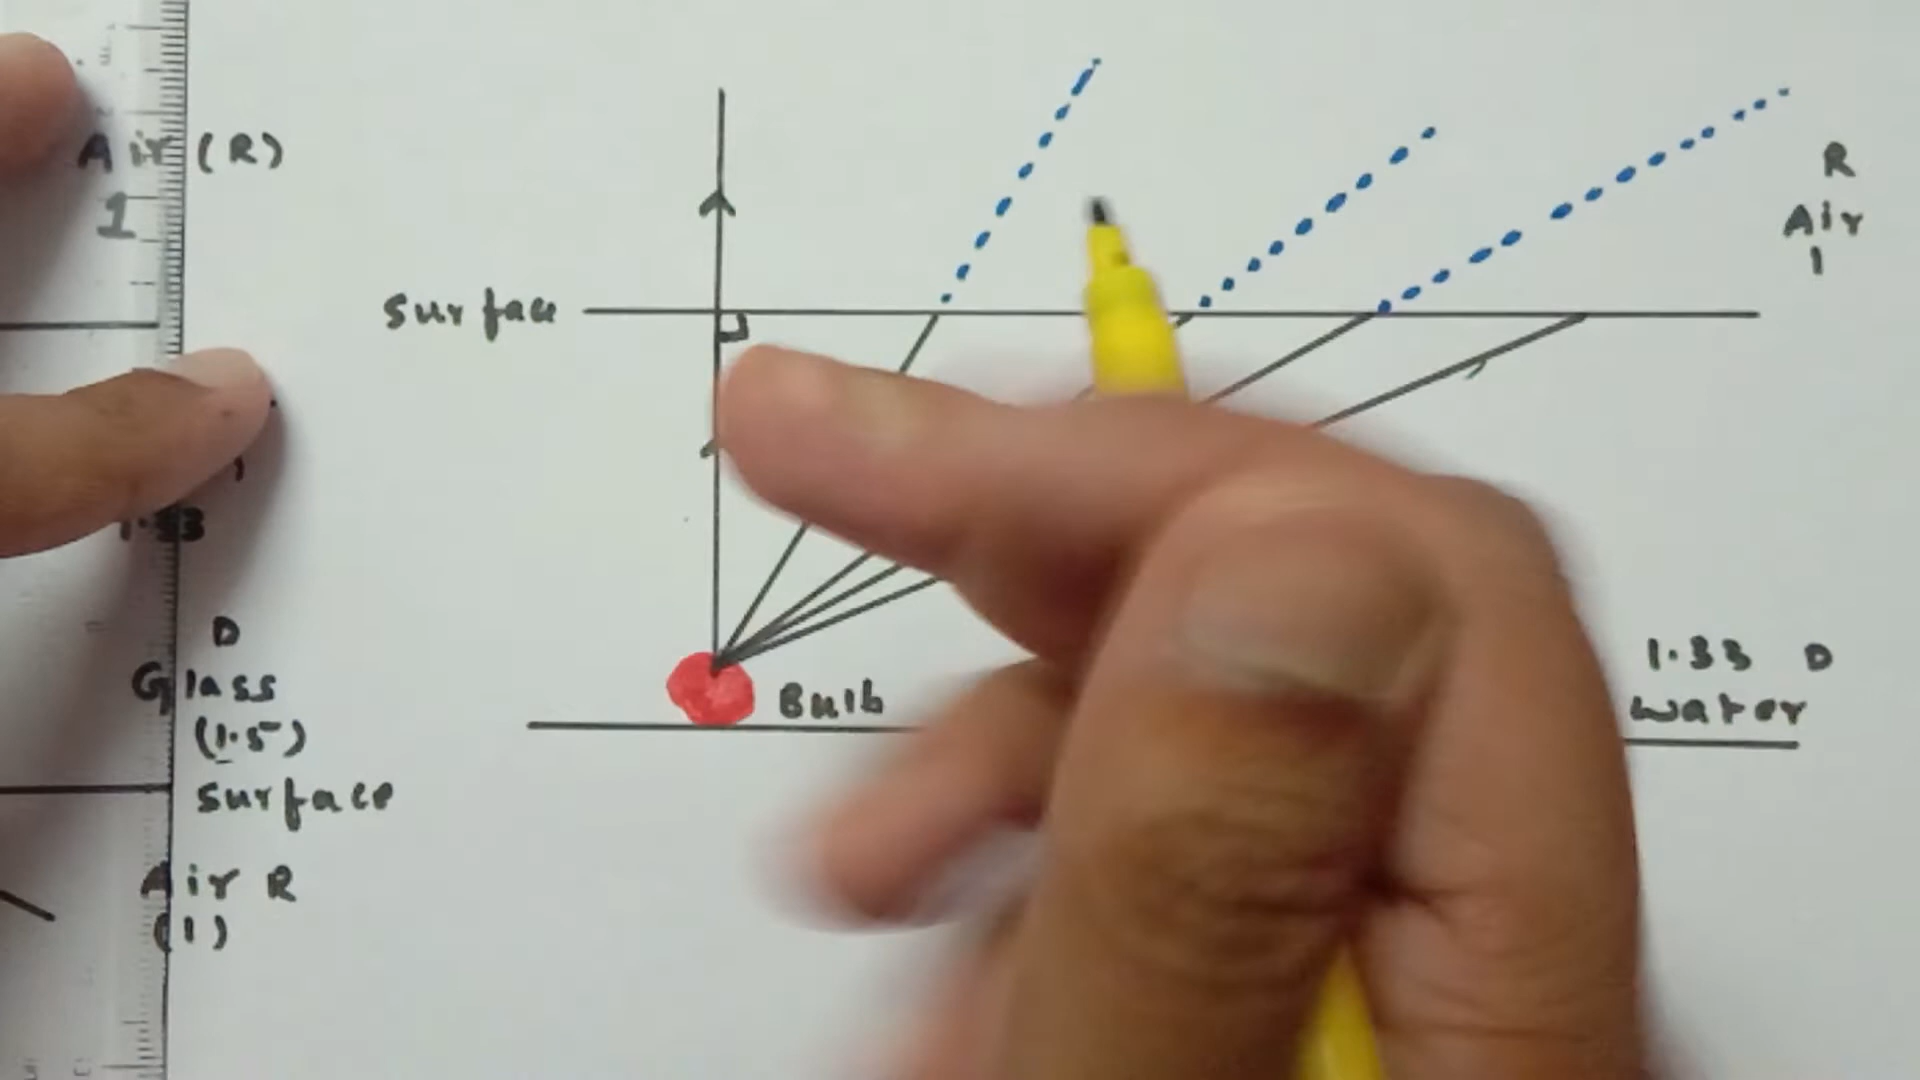 Air (R)
1
1.33
D
Glass
(1.5)
surface
Air R
(1)
surface
R
Air
1
Bulb
1.33 D
water